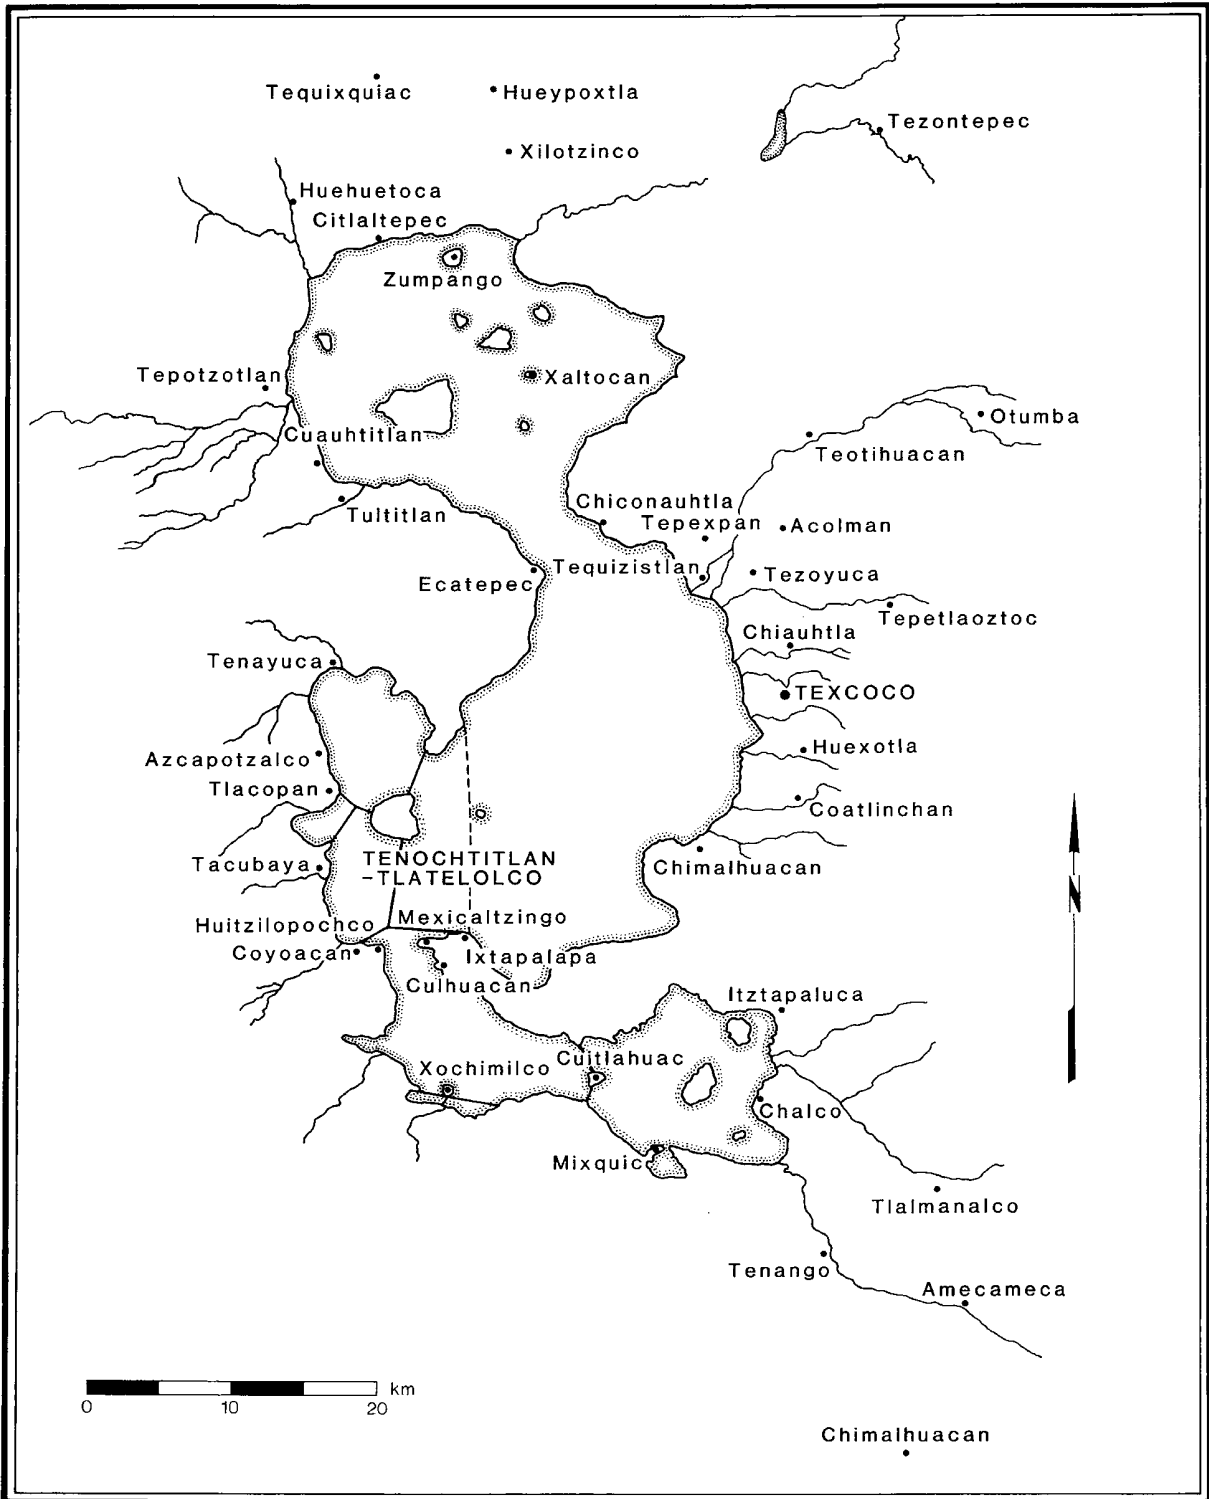 Tequixquiac
Hueypoxtla
Tezontepec
Xilotzinco
Huehuetoca
Citlaltepec
Zumpango
Tepotzotlan
Xaltocan
Otumba
Cuauhtitlan
Teotihuacan
Chiconauhtla
Tultitlan
Tepexpan
Acolman
Tequizistlan
Tezoyuca
Ecatepec
Tepetlaoztoc
Chiauhtla
Tenayuca
TEXCOCO
Huexotla
Azcapotzalco
Tlacopan
Coatlinchan
TENOCHTITLAN
-TLATELOLCO
Tacubaya
Chimalhuacan
N
Mexicaltzingo
Huitzilopochco
Coyoacan
Ixtapalapa
Culhuacan
Itztapaluca
Cuitlahuac
Xochimilco
Chalco
Mixquic
Tlalmanalco
Tenango
Amecameca
km
0 10 20
Chimalhuacan